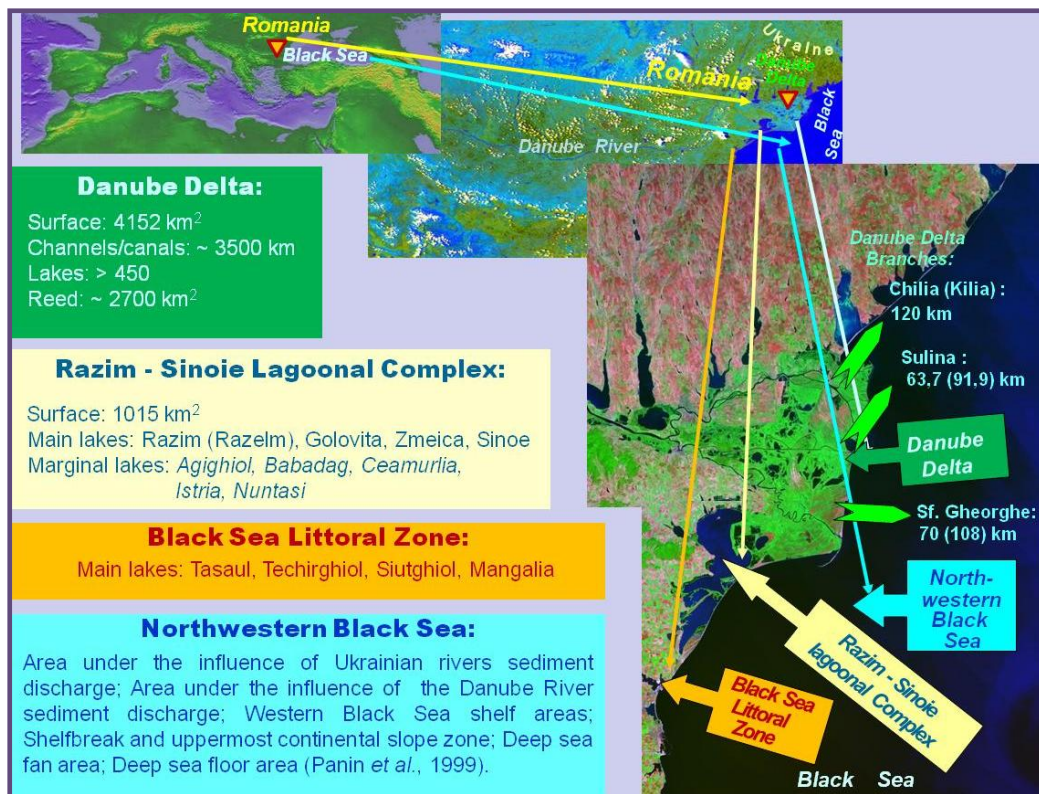 Romania
Black Sea
Ukraine
Danube
Delta
România
Black
Sea
Danube River
Danube Delta:
Surface: 4152 km²
Channels/canals: ~ 3500 km
Lakes: > 450
Reed: ~ 2700 km²
Razim - Sinoie Lagoonal Complex:
Surface: 1015 km²
Main lakes: Razim (Razelm), Golovita, Zmeica, Sinoe
Marginal lakes: Agighiol, Babadag, Ceamurlia,
Istria, Nuntasi
Black Sea Littoral Zone:
Main lakes: Tasaul, Techirghiol, Siutghiol, Mangalia
Northwestern Black Sea:
Area under the influence of Ukrainian rivers sediment
discharge; Area under the influence of the Danube River
sediment discharge; Western Black Sea shelf areas;
Shelfbreak and uppermost continental slope zone; Deep sea
fan area; Deep sea floor area (Panin et al., 1999).
Danube Delta
Branches:
Chilia (Kilia) :
120 km
Sulina :
63,7 (91,9) km
Danube
Delta
Sf. Gheorghe:
70 (108) km
North-
western
Black
Sea
Razim - Sinoie
lagoonal Complex
Black Sea
Littoral
Zone
Black Sea